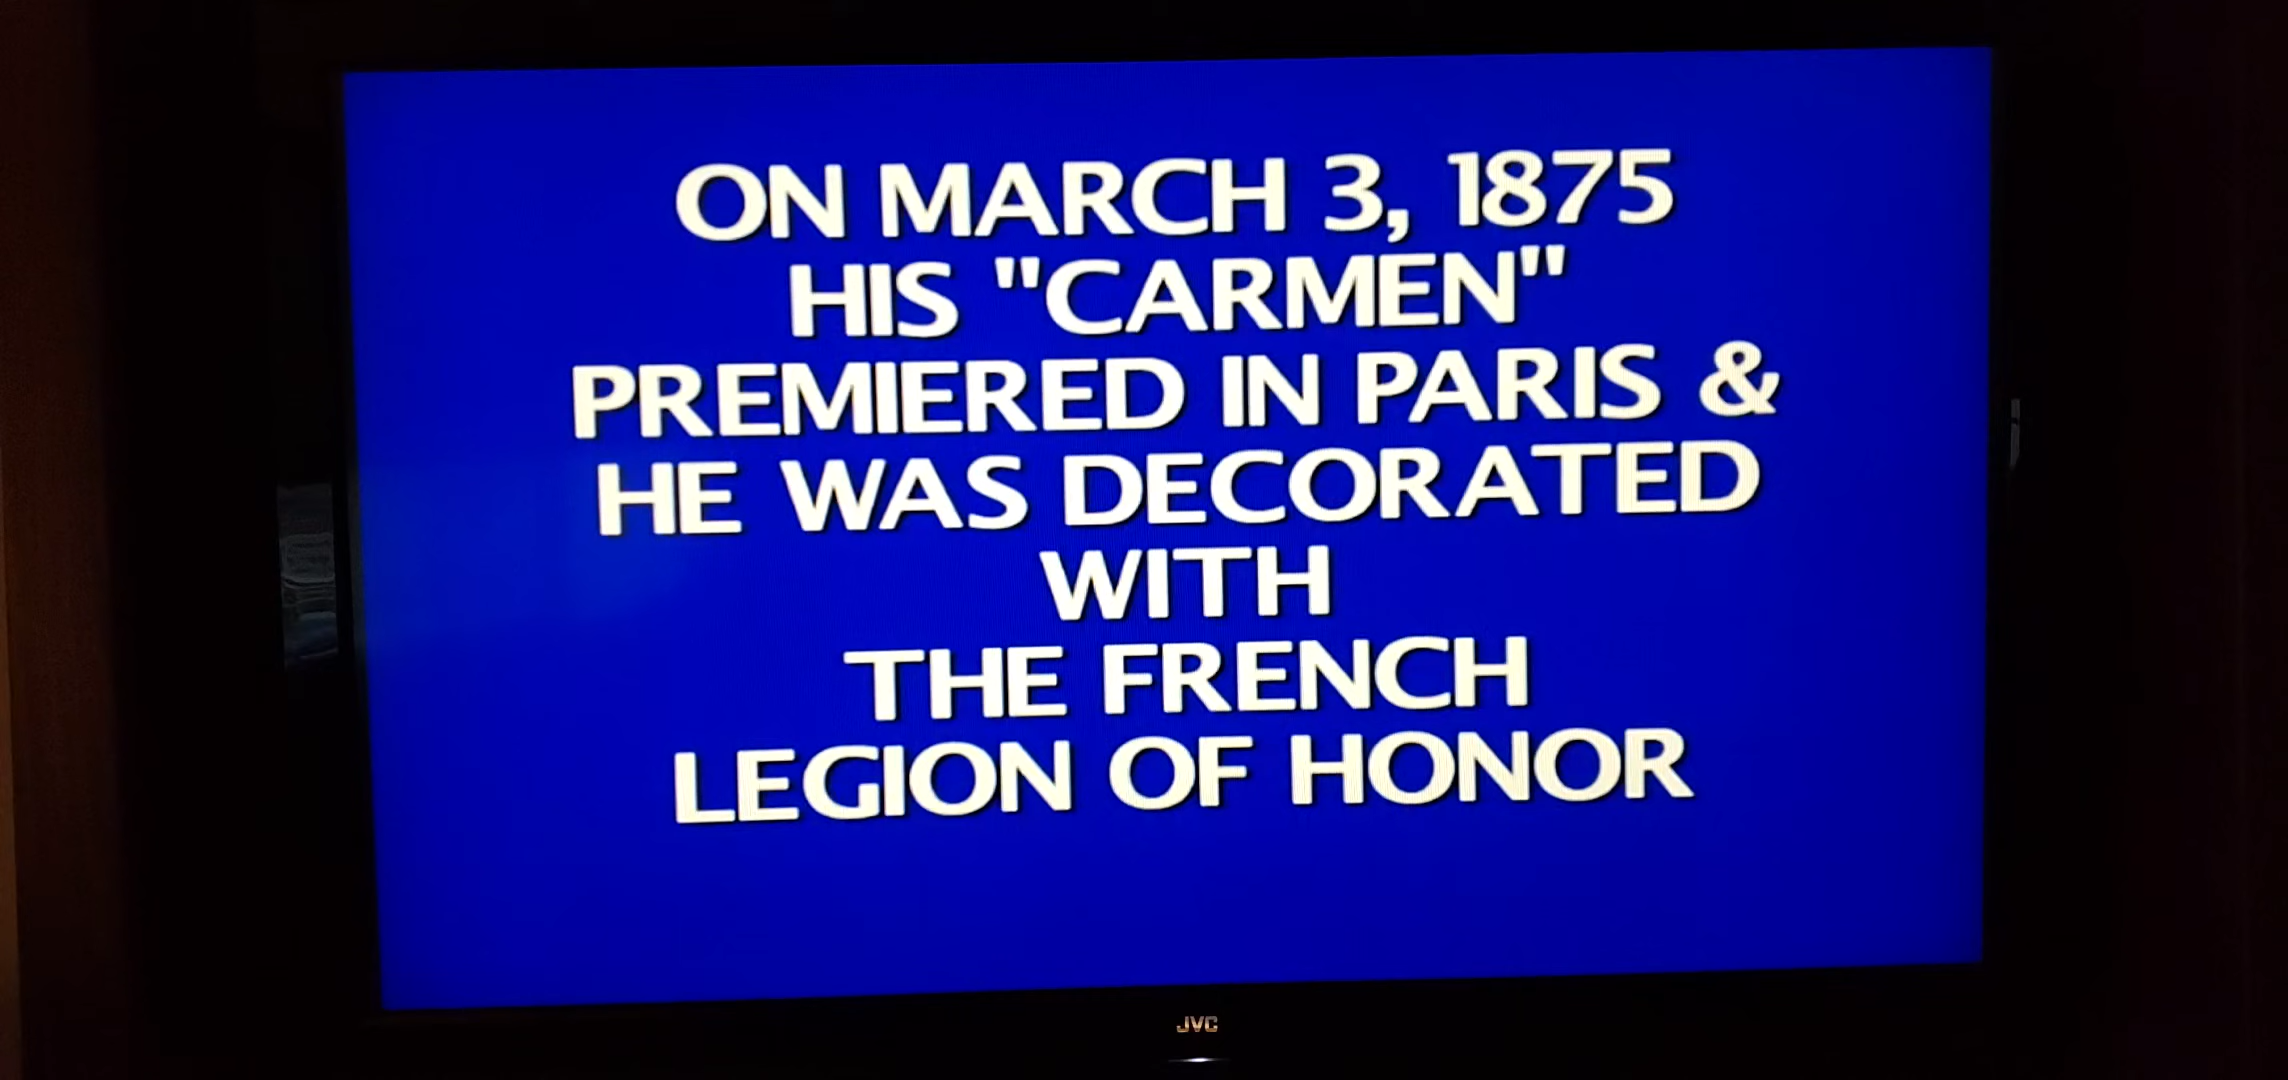 ON MARCH 3, 1875
HIS "CARMEN"
PREMIERED IN PARIS &
HE WAS DECORATED
WITH
THE FRENCH
LEGION OF HONOR
JVC